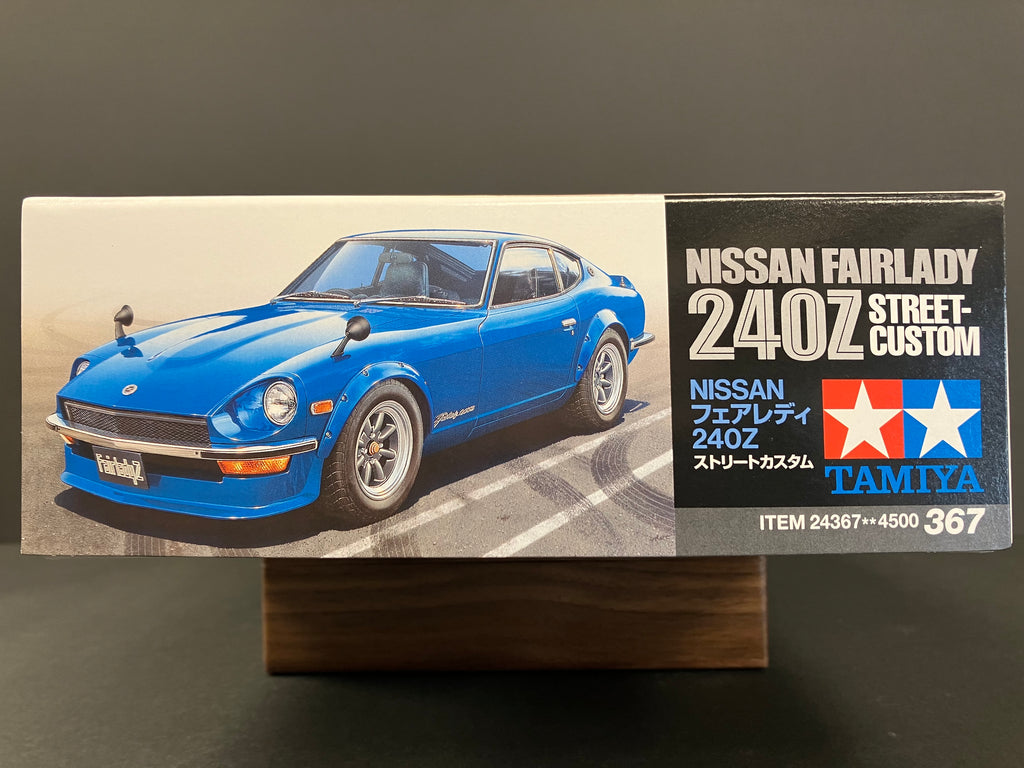 NISSAN FAIRLADY
240Z STREET-
CUSTOM
NISSAN
フェアレディ
240Z
ストリートカスタム
TAMIYA
ITEM 24367**4500 367
FairladyZ